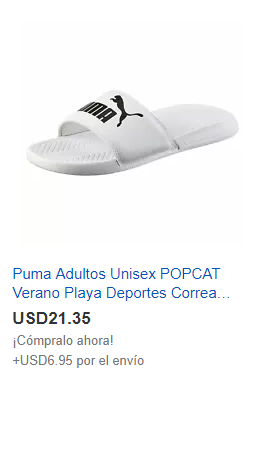 PUMA
Puma Adultos Unisex POPCAT
Verano Playa Deportes Correa...
USD21.35
¡Cómpralo ahora!
+USD6.95 por el envío